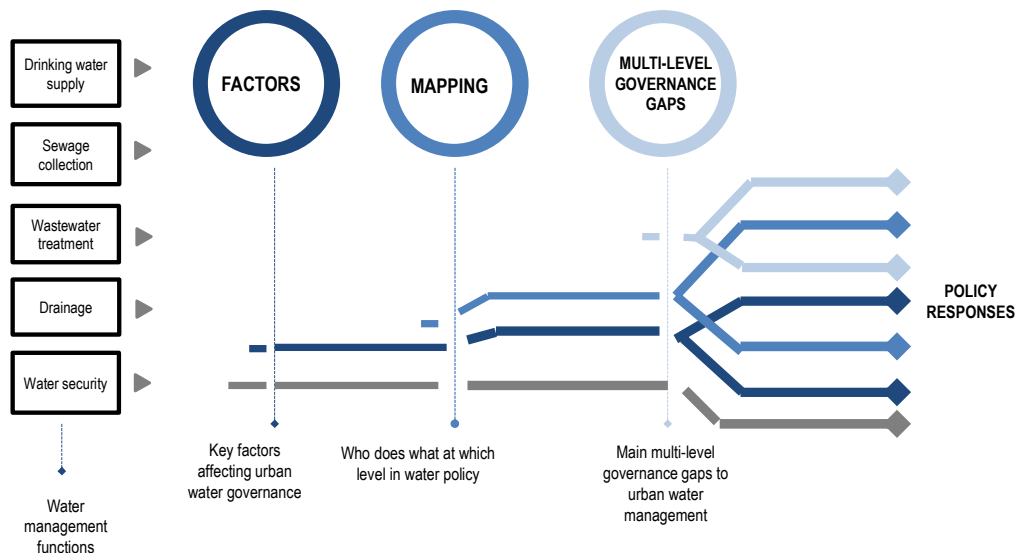 Drinking water
supply
Sewage
collection
Wastewater
treatment
Drainage
Water security
Water
management
functions
FACTORS
Key factors
affecting urban
water governance
MAPPING
Who does what at which
level in water policy
MULTI-LEVEL
GOVERNANCE
GAPS
Main multi-level
governance gaps to
urban water
management
POLICY
RESPONSES